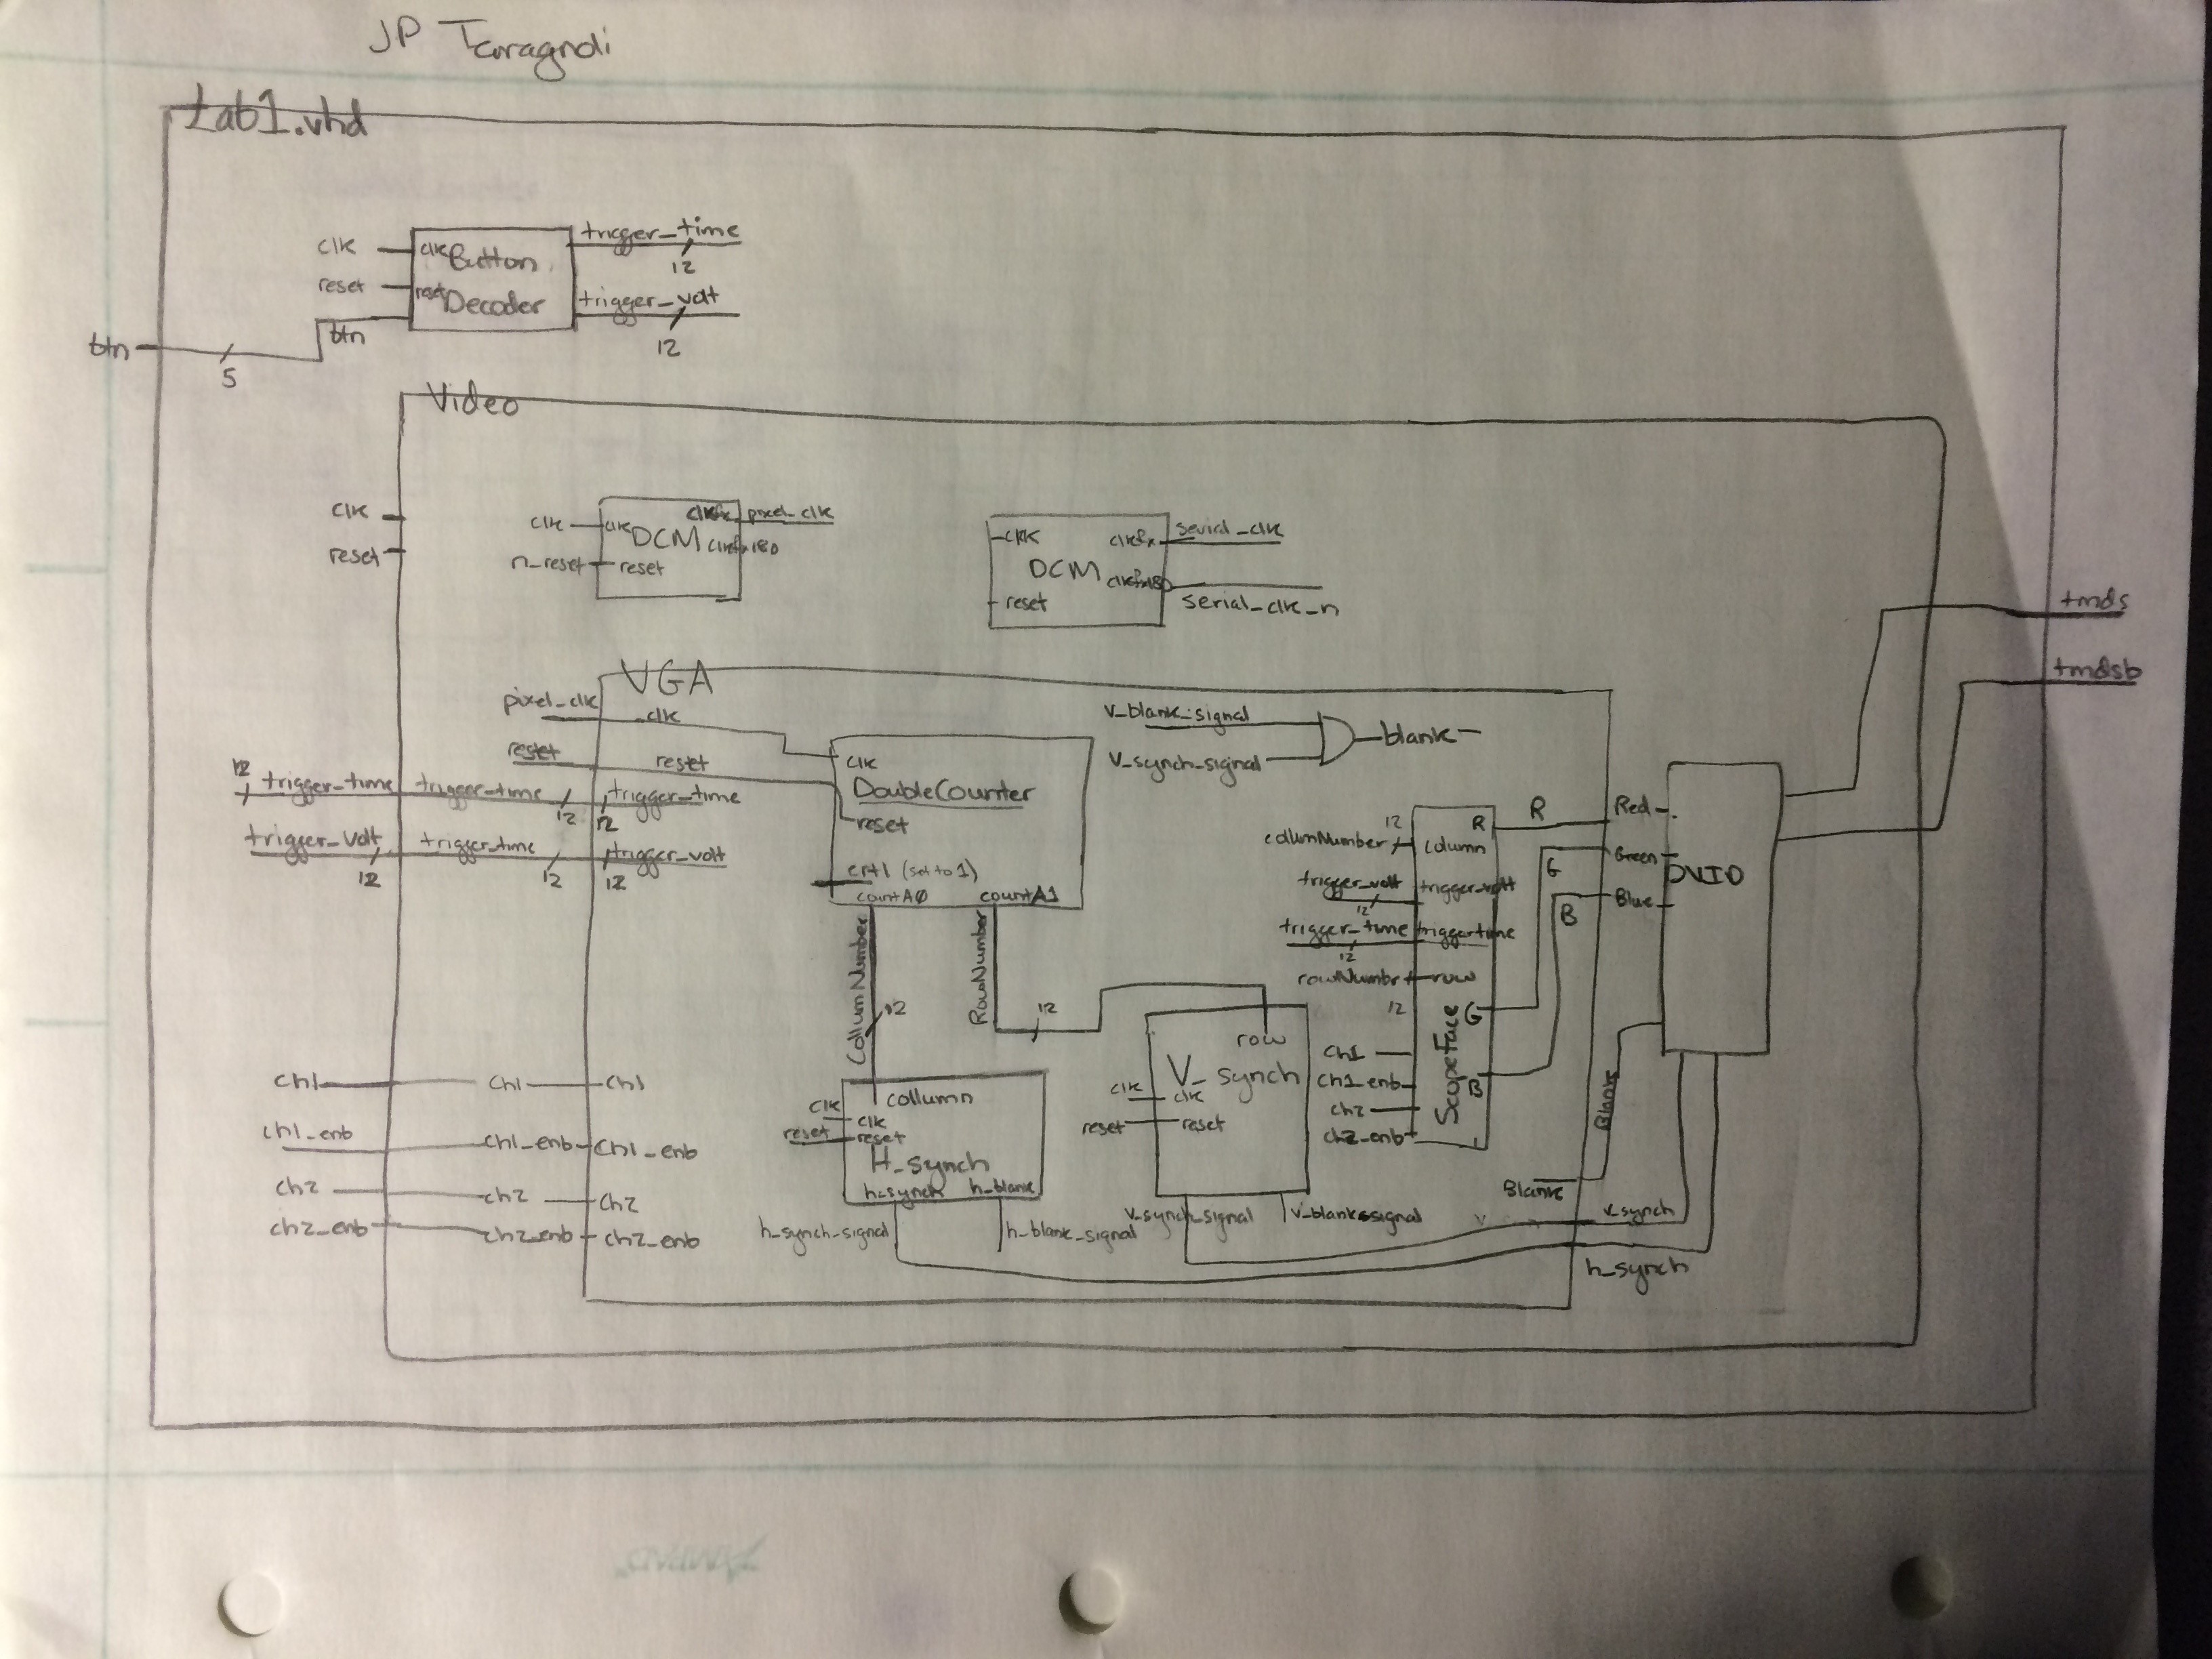 JP Taragnoli
Lab1.vhd
clk
reset
btn
5
clk
reset
btn
Button
Decoder
trigger_time
12
trigger_volt
12
Video
clk
reset
clk
n_reset
clk
reset
DCM
clkfx
clkfx180
pixel_clk
clk
reset
DCM
clkfx
clkfx180
serial_clk
serial_clk_n
tmds
tmdsb
VGA
pixel_clk
clk
reset
reset
12
trigger_time
trigger_time
12
12
trigger_time
trigger_volt
12
trigger_time
12
12
trigger_volt
clk
DoubleCounter
reset
crtl (set to 1)
countA0
countA1
v_blank_signal
v_synch_signal
blank
CollumNumber
12
RowNumber
12
collumn
clk
clk
reset
reset
H_synch
h_synch
h_blank
h_synch_signal
h_blank_signal
row
V_synch
clk
clk
reset
reset
v_synch_signal
v_blank signal
12
collumNumber
column
trigger_volt
12
trigger_volt
trigger_time
12
triggertime
rowNumbr
row
12
ch1
ch1_enb
ch2
ch2_enb
ScopeFace
R
G
B
R
G
B
Red
Green
Blue
DVID
Blank
Blank
v_synch
h_synch
ch1
ch1
ch1
ch1_enb
ch1_enb
ch1_enb
ch2
ch2
ch2
ch2_enb
ch2_enb
ch2_enb